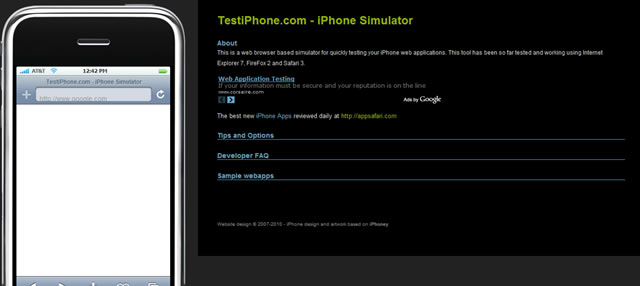 AT&T
12:42 PM
TestiPhone.com - iPhone Simulator
http://www.google.com
TestiPhone.com - iPhone Simulator
About
This is a web browser based simulator for quickly testing your iPhone web applications. This tool has been so far tested and working using Internet
Explorer 7, FireFox 2 and Safari 3.
Web Application Testing
If your information must be secure and your reputation is on the line
www.corsaire.com
Ads by Google
The best new iPhone Apps reviewed daily at http://appsafari.com
Tips and Options
Developer FAQ
Sample webapps
Website design © 2007-2010 - iPhone design and artwork based on iPhoney